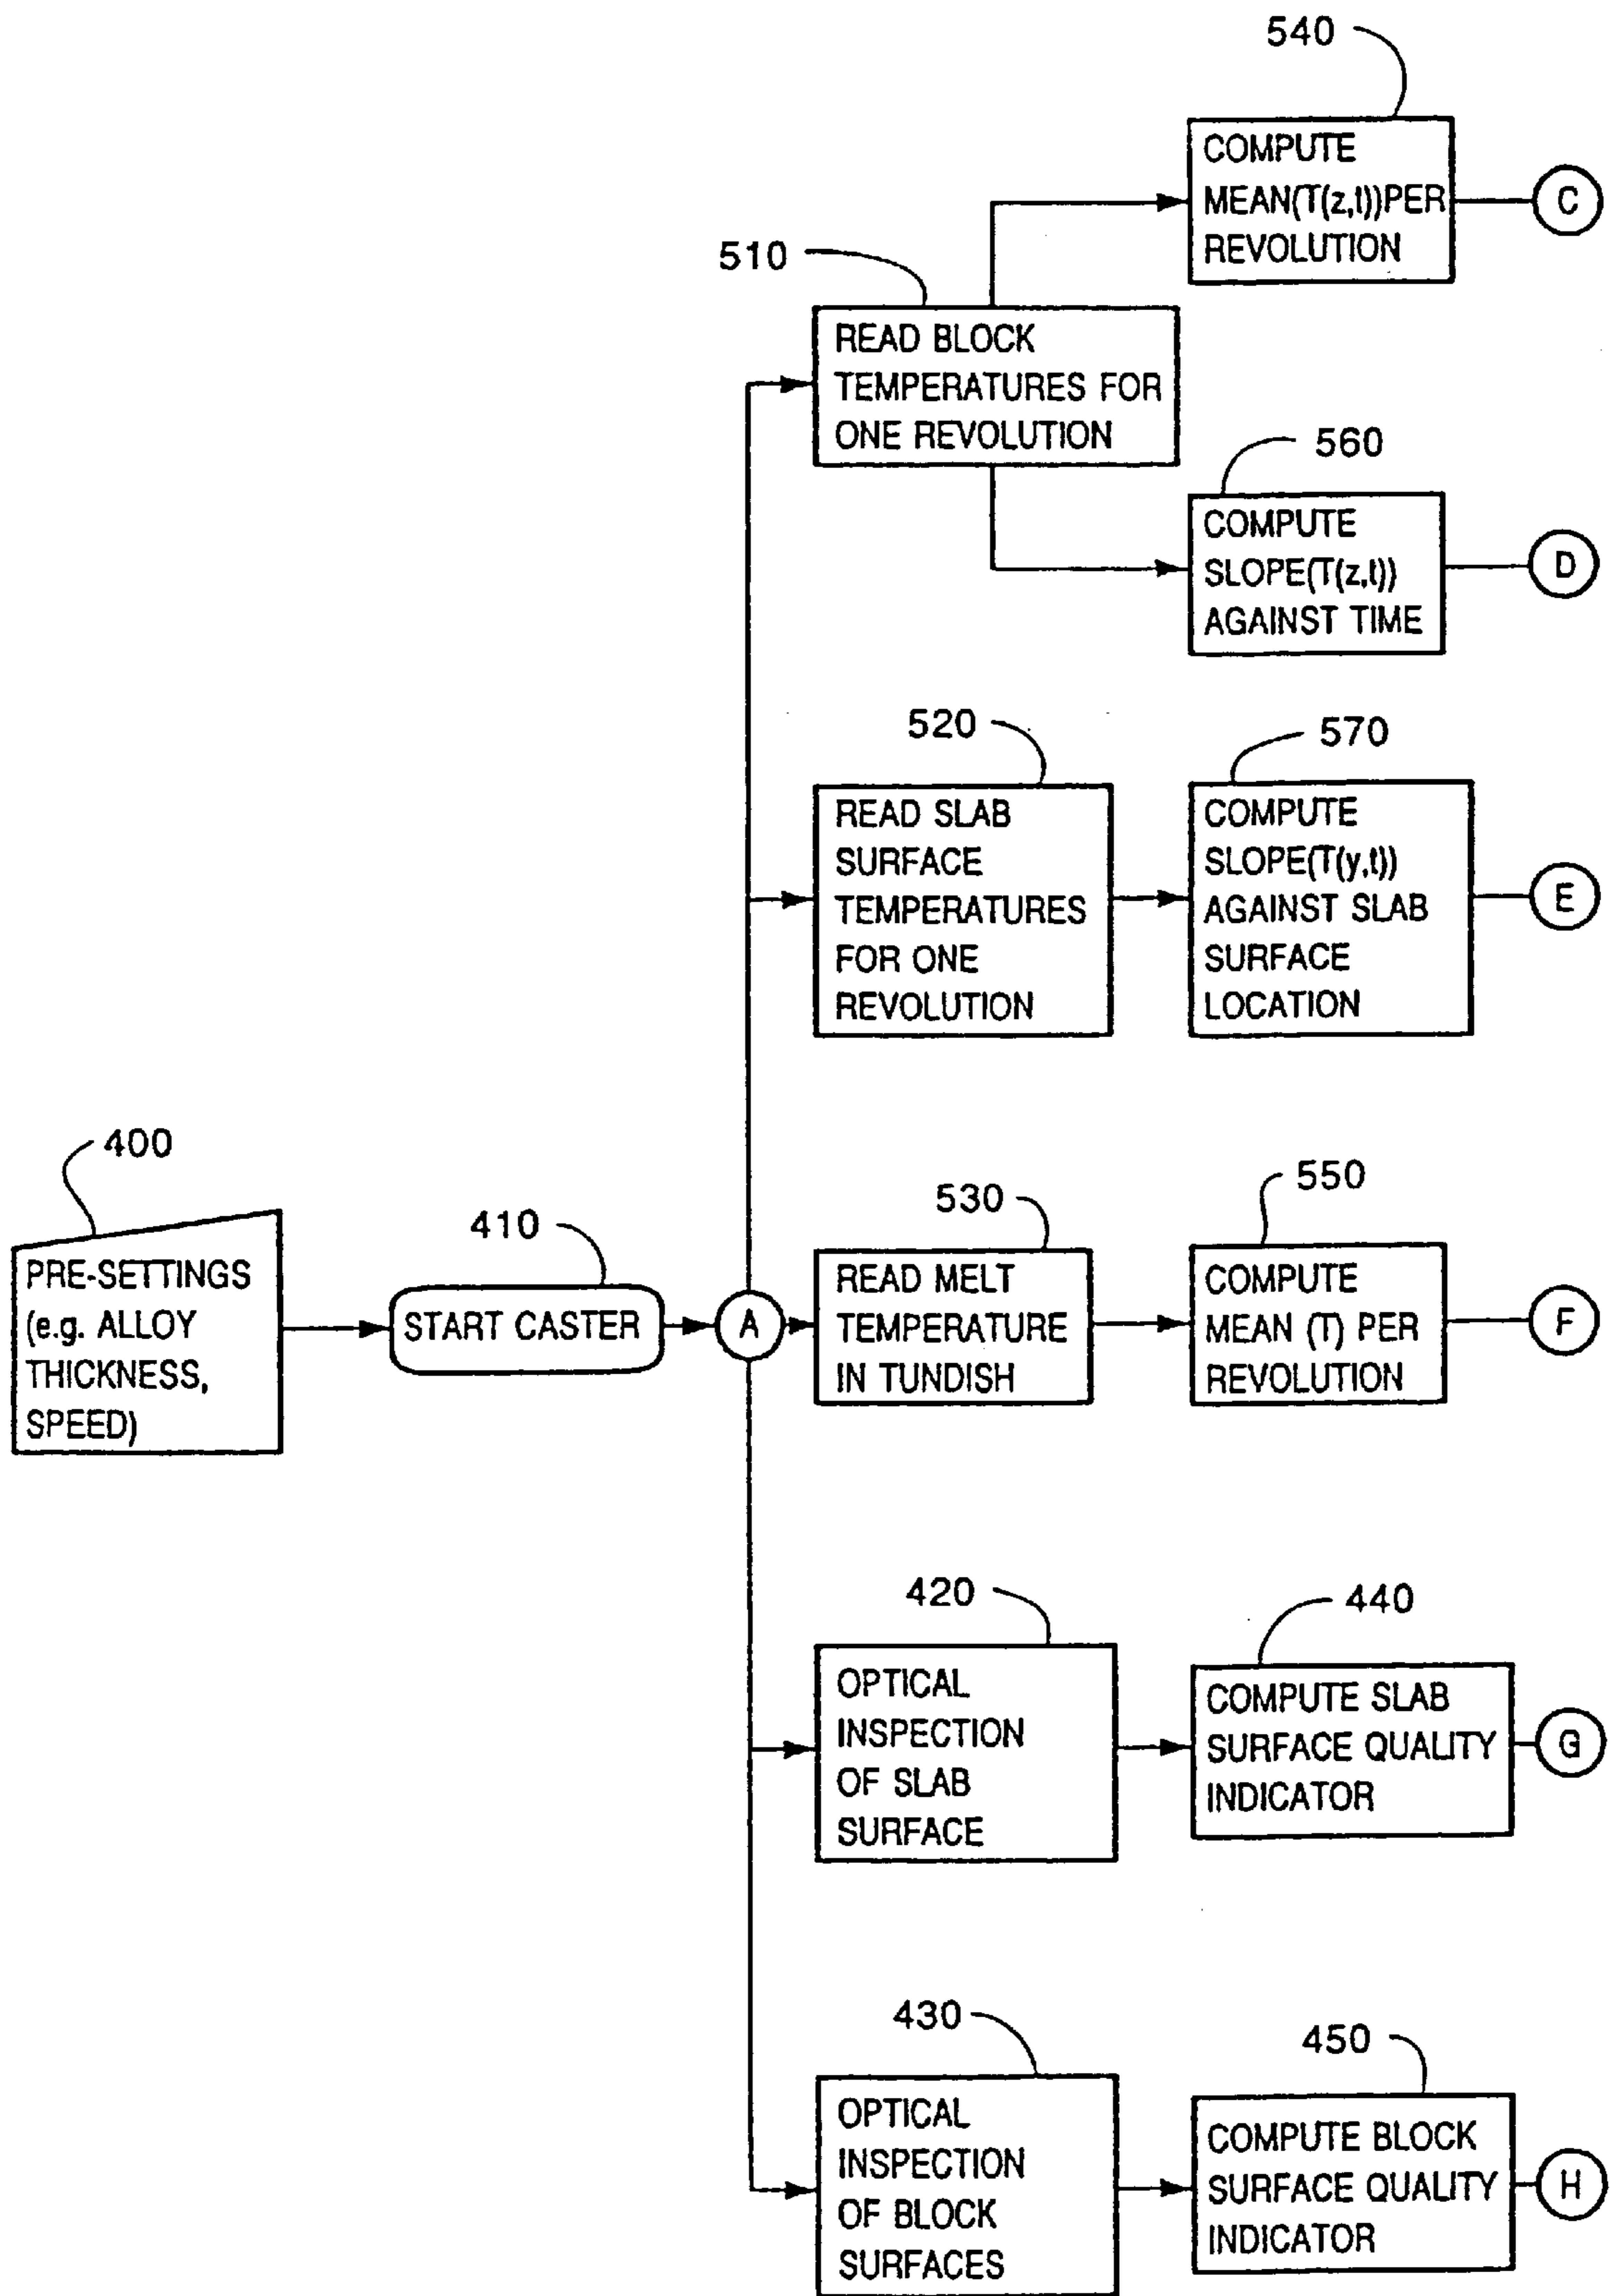 540
COMPUTE
MEAN(T(z,t))PER
REVOLUTION
C
510
READ BLOCK
TEMPERATURES FOR
ONE REVOLUTION
560
COMPUTE
SLOPE(T(z,t))
AGAINST TIME
D
520
READ SLAB
SURFACE
TEMPERATURES
FOR ONE
REVOLUTION
570
COMPUTE
SLOPE(T(y,t))
AGAINST SLAB
SURFACE
LOCATION
E
400
PRE-SETTINGS
(e.g. ALLOY
THICKNESS,
SPEED)
410
START CASTER
A
530
READ MELT
TEMPERATURE
IN TUNDISH
550
COMPUTE
MEAN (T) PER
REVOLUTION
F
420
OPTICAL
INSPECTION
OF SLAB
SURFACE
440
COMPUTE SLAB
SURFACE QUALITY
INDICATOR
G
430
OPTICAL
INSPECTION
OF BLOCK
SURFACES
450
COMPUTE BLOCK
SURFACE QUALITY
INDICATOR
H